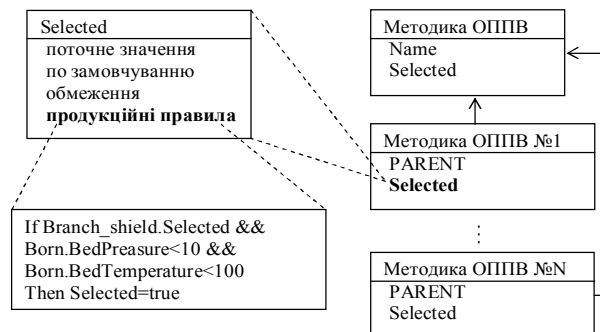 Selected
поточне значення
по замовчуванню
обмеження
продукційні правила
If Branch_shield.Selected &&
Born.BedPreasure<10 &&
Born.BedTemperature<100
Then Selected=true
Методика ОППВ
Name
Selected
Методика ОППВ №1
PARENT
Selected
Методика ОППВ №N
PARENT
Selected